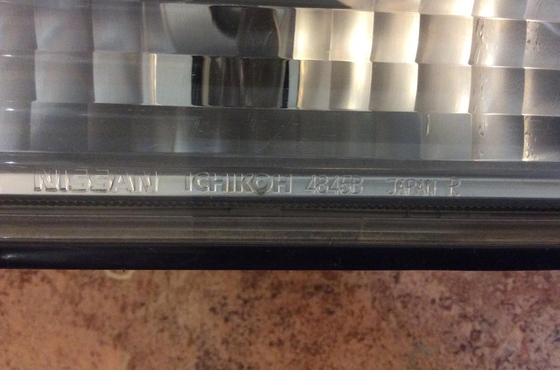 NISSAN ICHIKOH 4845B JAPAN R